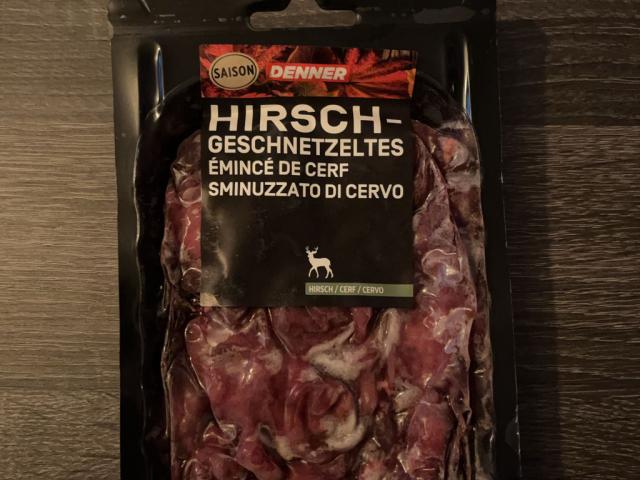 SAISON
DENNER
HIRSCH-
GESCHNETZELTES
ÉMINCÉ DE CERF
SMINUZZATO DI CERVO
HIRSCH / CERF / CERVO